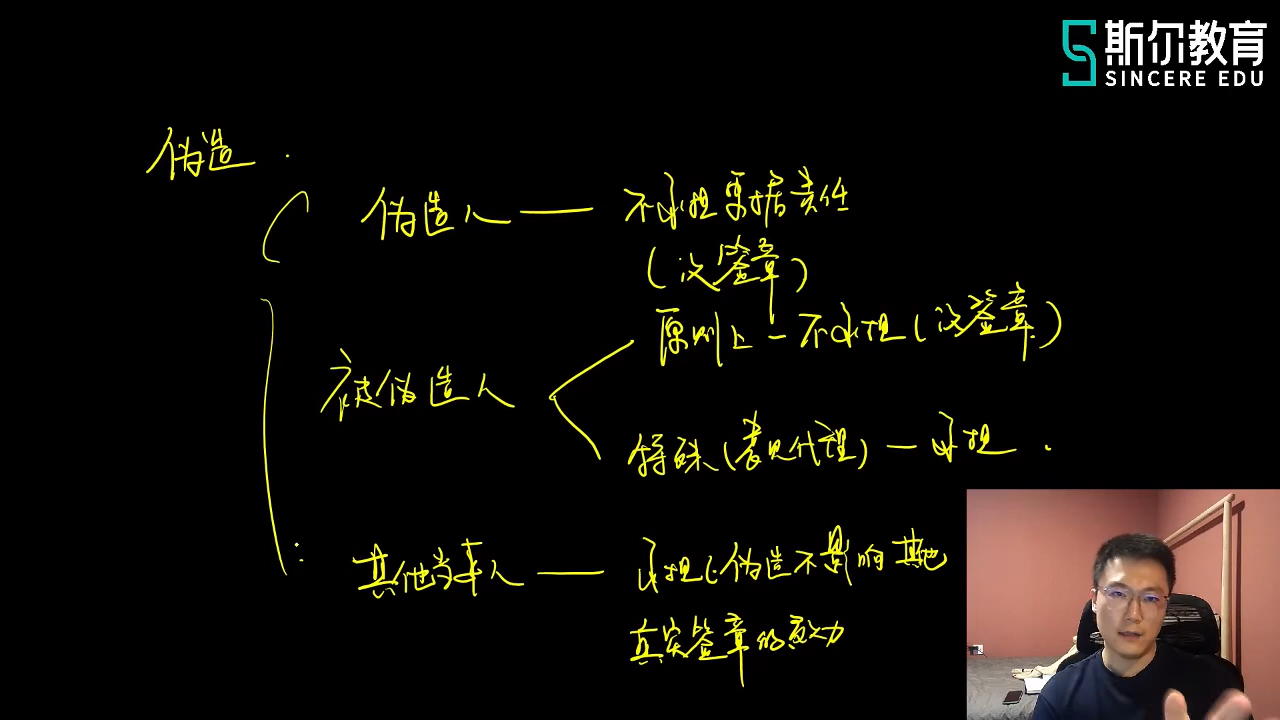 斯尔教育
SINCERE EDU
伪造
伪造人 — 不承担票据责任
(没签章)
原则上 — 不承担(没签章)
被伪造人
特殊(表见代理) — 承担
其他当事人 — 承担(∵伪造不影响其他
真实签章的效力